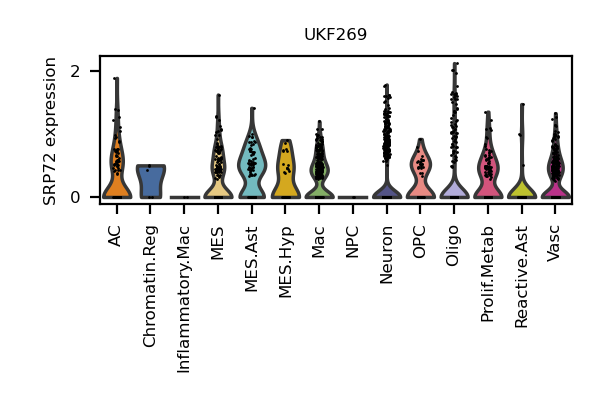 UKF269
SRP72 expression
2
0
AC
Chromatin.Reg
Inflammatory.Mac
MES
MES.Ast
MES.Hyp
Mac
NPC
Neuron
OPC
Oligo
Prolif.Metab
Reactive.Ast
Vasc